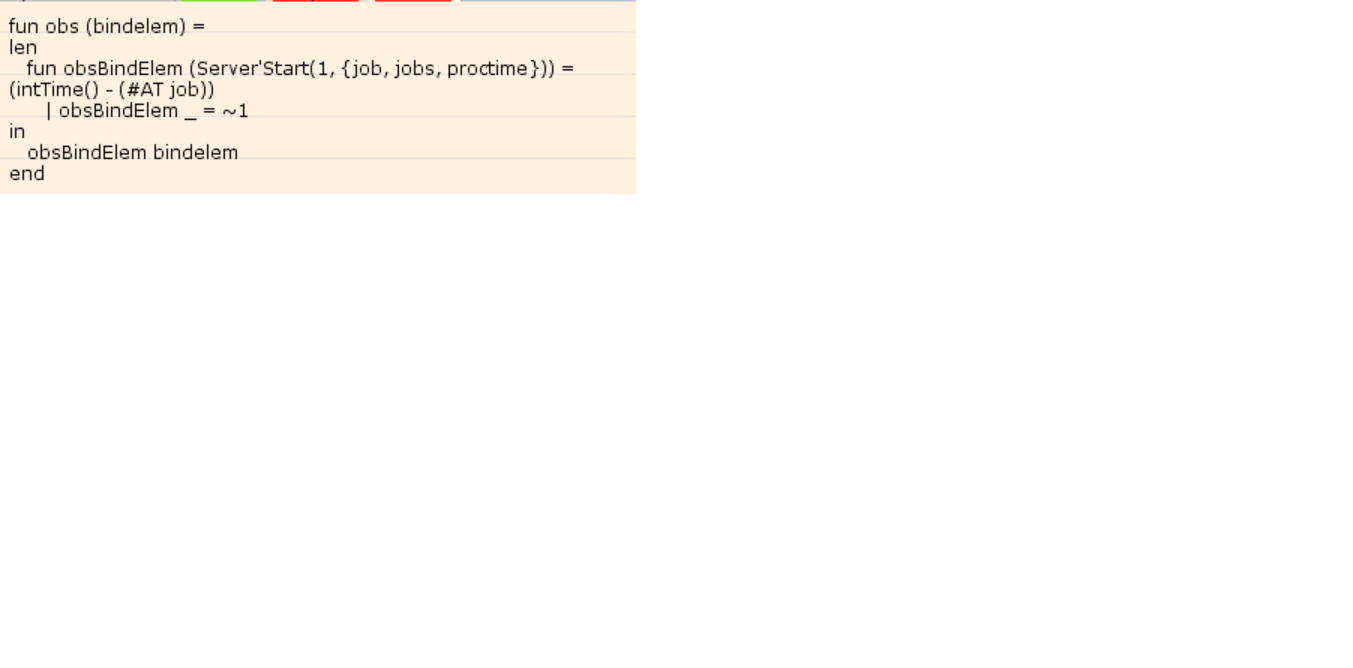 fun obs (bindelem) =
len
fun obsBindElem (Server'Start(1, {job, jobs, proctime})) =
(intTime() - (#AT job))
| obsBindElem _ = ~1
in
obsBindElem bindelem
end